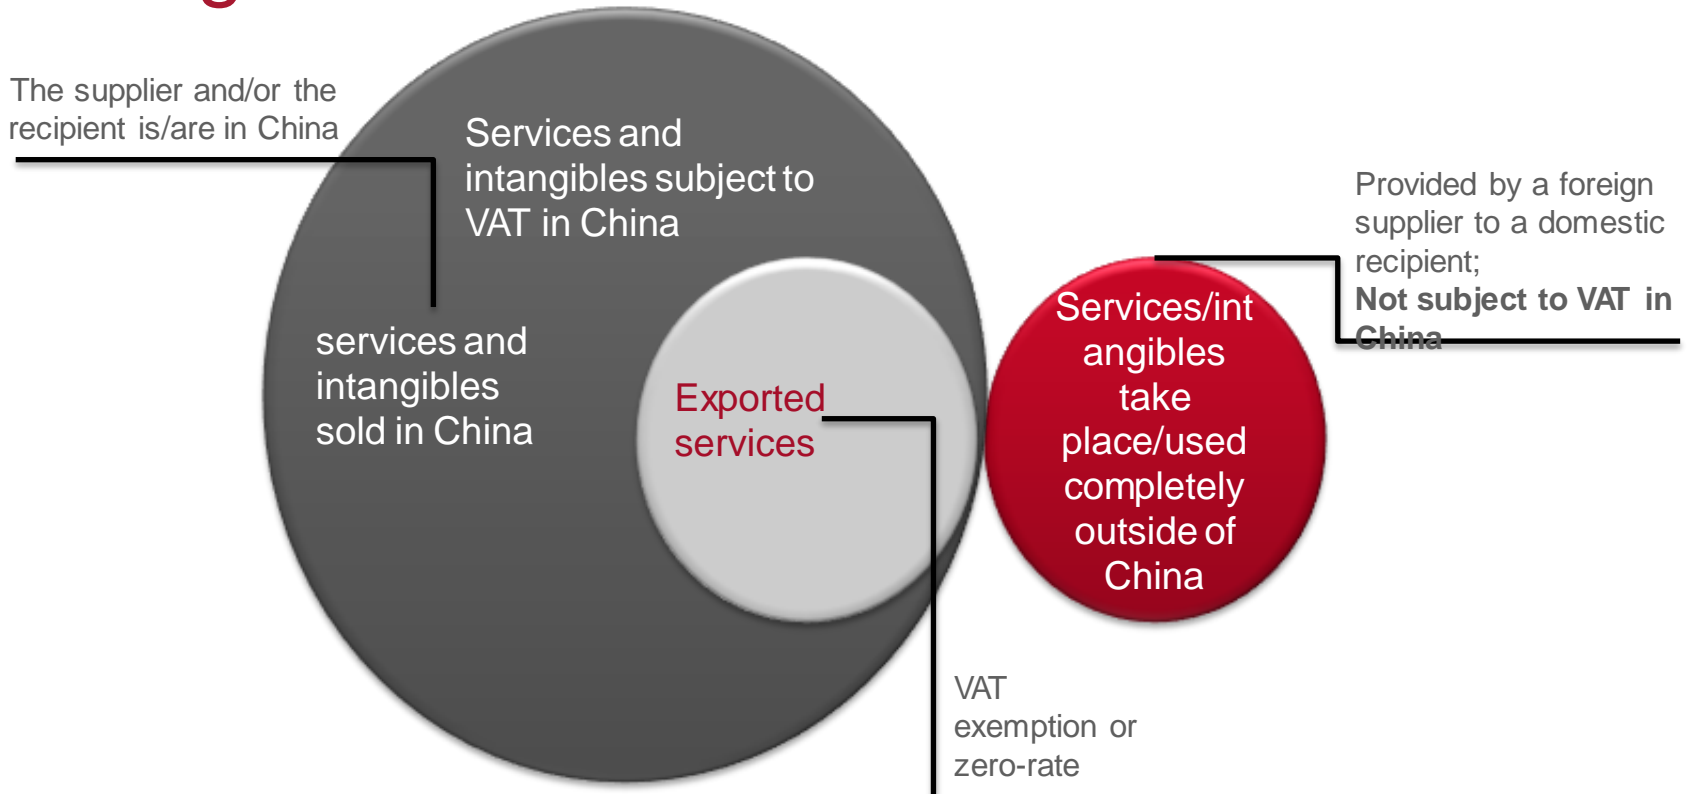 The supplier and/or the
recipient is/are in China
Services and
intangibles subject to
VAT in China
services and
intangibles
sold in China
Exported
services
Services/int
angibles
take
place/used
completely
outside of
China
Provided by a foreign
supplier to a domestic
recipient;
Not subject to VAT in
China
VAT
exemption or
zero-rate